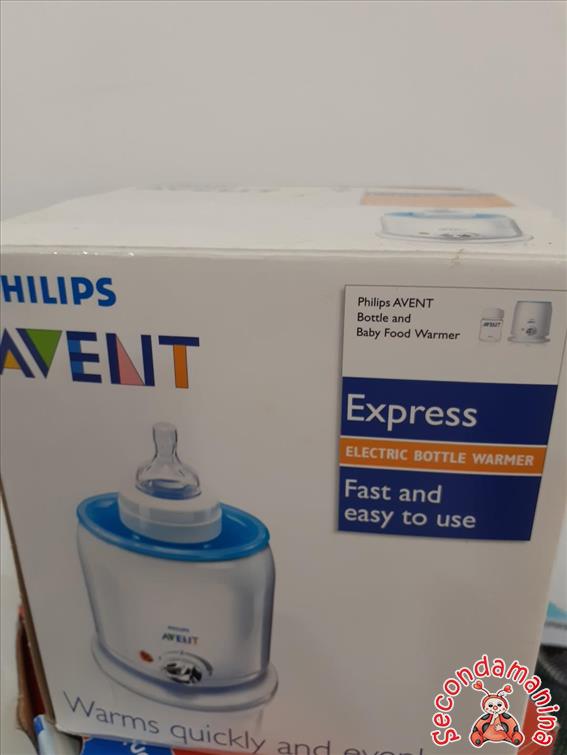 PHILIPS
AVENT
Philips AVENT
Bottle and
Baby Food Warmer
AVENT
Express
ELECTRIC BOTTLE WARMER
Fast and
easy to use
PHILIPS
AVENT
Warms quickly and
secondamanina